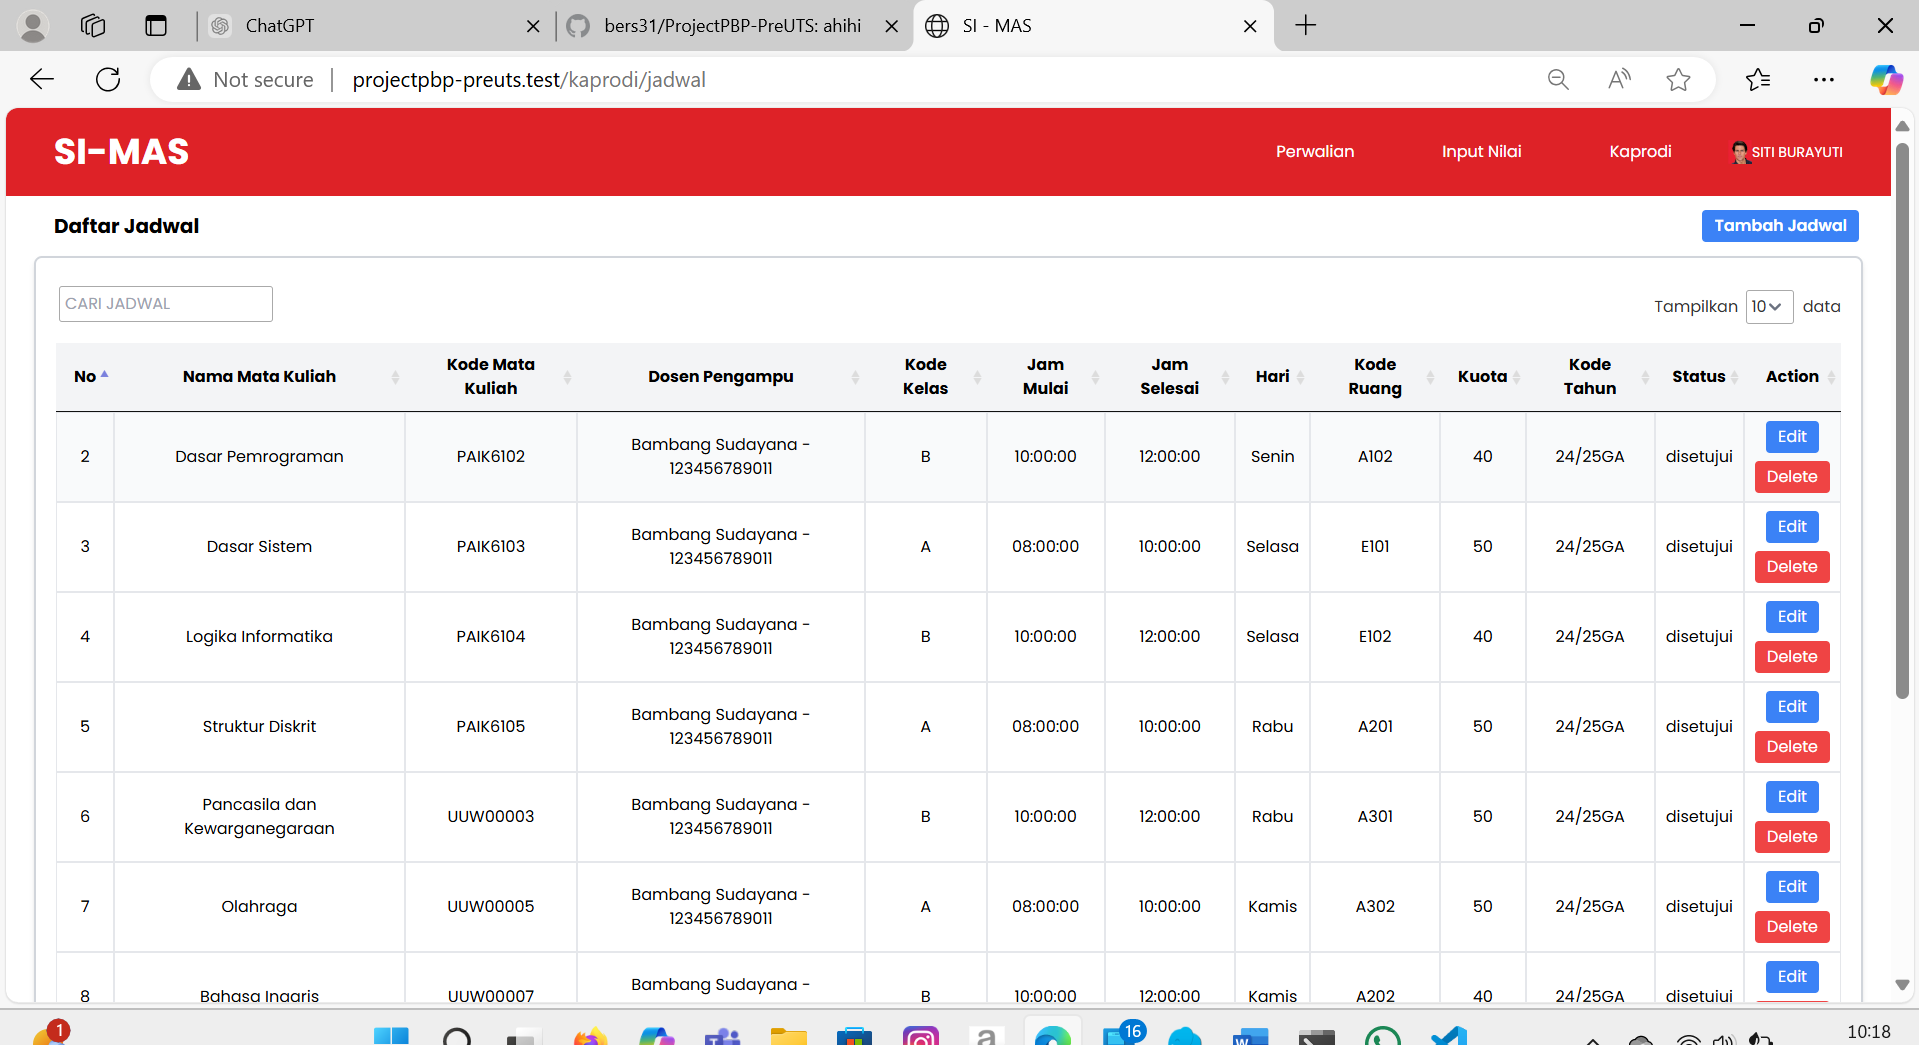 ChatGPT
bers31/ProjectPBP-PreUTS: ahihi
SI - MAS
Not secure
projectpbp-preuts.test/kaprodi/jadwal
SI-MAS
Perwalian
Input Nilai
Kaprodi
SITI BURAYUTI
Daftar Jadwal
Tambah Jadwal
CARI JADWAL
Tampilkan 10 data
No Nama Mata Kuliah Kode Mata Kuliah Dosen Pengampu Kode Kelas Jam Mulai Jam Selesai Hari Kode Ruang Kuota Kode Tahun Status Action
2 Dasar Pemrograman PAIK6102 Bambang Sudayana - 123456789011 B 10:00:00 12:00:00 Senin A102 40 24/25GA disetujui Edit Delete
3 Dasar Sistem PAIK6103 Bambang Sudayana - 123456789011 A 08:00:00 10:00:00 Selasa E101 50 24/25GA disetujui Edit Delete
4 Logika Informatika PAIK6104 Bambang Sudayana - 123456789011 B 10:00:00 12:00:00 Selasa E102 40 24/25GA disetujui Edit Delete
5 Struktur Diskrit PAIK6105 Bambang Sudayana - 123456789011 A 08:00:00 10:00:00 Rabu A201 50 24/25GA disetujui Edit Delete
6 Pancasila dan Kewarganegaraan UUW00003 Bambang Sudayana - 123456789011 B 10:00:00 12:00:00 Rabu A301 50 24/25GA disetujui Edit Delete
7 Olahraga UUW00005 Bambang Sudayana - 123456789011 A 08:00:00 10:00:00 Kamis A302 50 24/25GA disetujui Edit Delete
8 Bahasa Inggris UUW00007 Bambang Sudayana - B 10:00:00 12:00:00 Kamis A202 40 24/25GA disetujui Edit
1
16
10:18